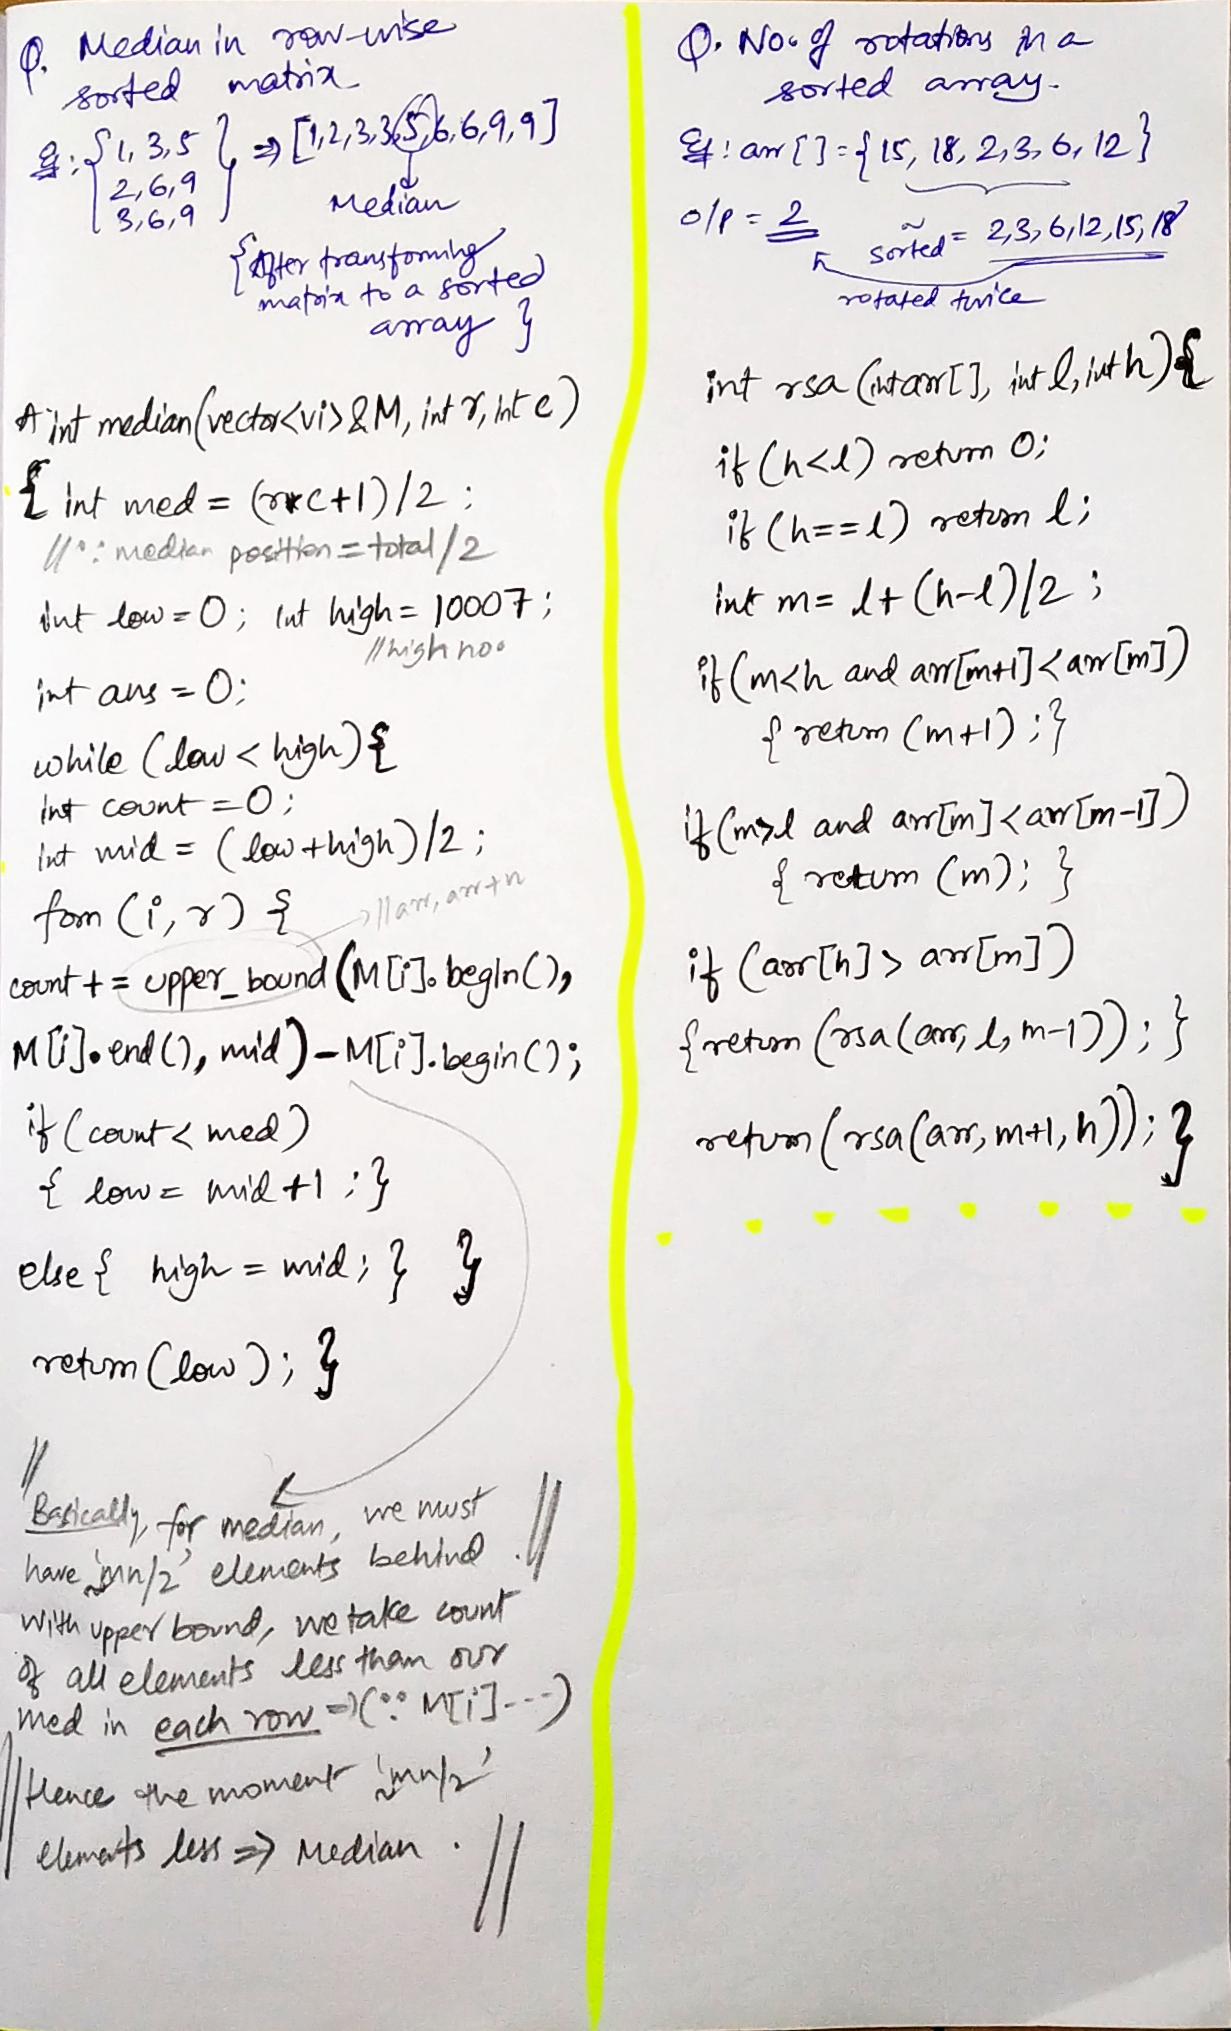 Q. Median in row-wise
sorted matrix
Eg: { 1, 3, 5 } => [1,2,3,3,5,6,6,9,9]
2, 6, 9
3, 6, 9
Median
{After transforming
matrix to a sorted
array }
int median(vector<vi>&M, int r, int c)
{ int med = (r*c+1)/2 ;
//∵ median position = total/2
int low = 0; int high = 10007;
//high no.
int ans = 0;
while (low < high){
int count = 0;
int mid = (low+high)/2;
forn (i, r) {
//arr, arr+n
count += upper_bound(M[i].begin(),
M[i].end(), mid) - M[i].begin();
if (count < med)
{ low = mid+1 ; }
else { high = mid; } }
return (low); }
//
Basically, for median, we must
have 'mn/2' elements behind. //
With upper bound, we take count
of all elements less than our
med in each row => (∵ M[i]---)
// Hence the moment 'mn/2'
elements less => Median. //
Q. No. of rotations in a
sorted array.
Eg: arr[] = {15, 18, 2, 3, 6, 12}
o/p = 2
sorted = 2,3,6,12,15,18
rotated twice
int rsa (int arr[], int l, int h){
if (h<l) return 0;
if (h==l) return l;
int m= l+ (h-l)/2 ;
if (m<h and arr[m+1]<arr[m])
{ return (m+1) ; }
if (m>l and arr[m]<arr[m-1])
{ return (m); }
if (arr[h]> arr[m])
{return (rsa(arr, l, m-1)) ; }
return (rsa(arr, m+1, h)); }